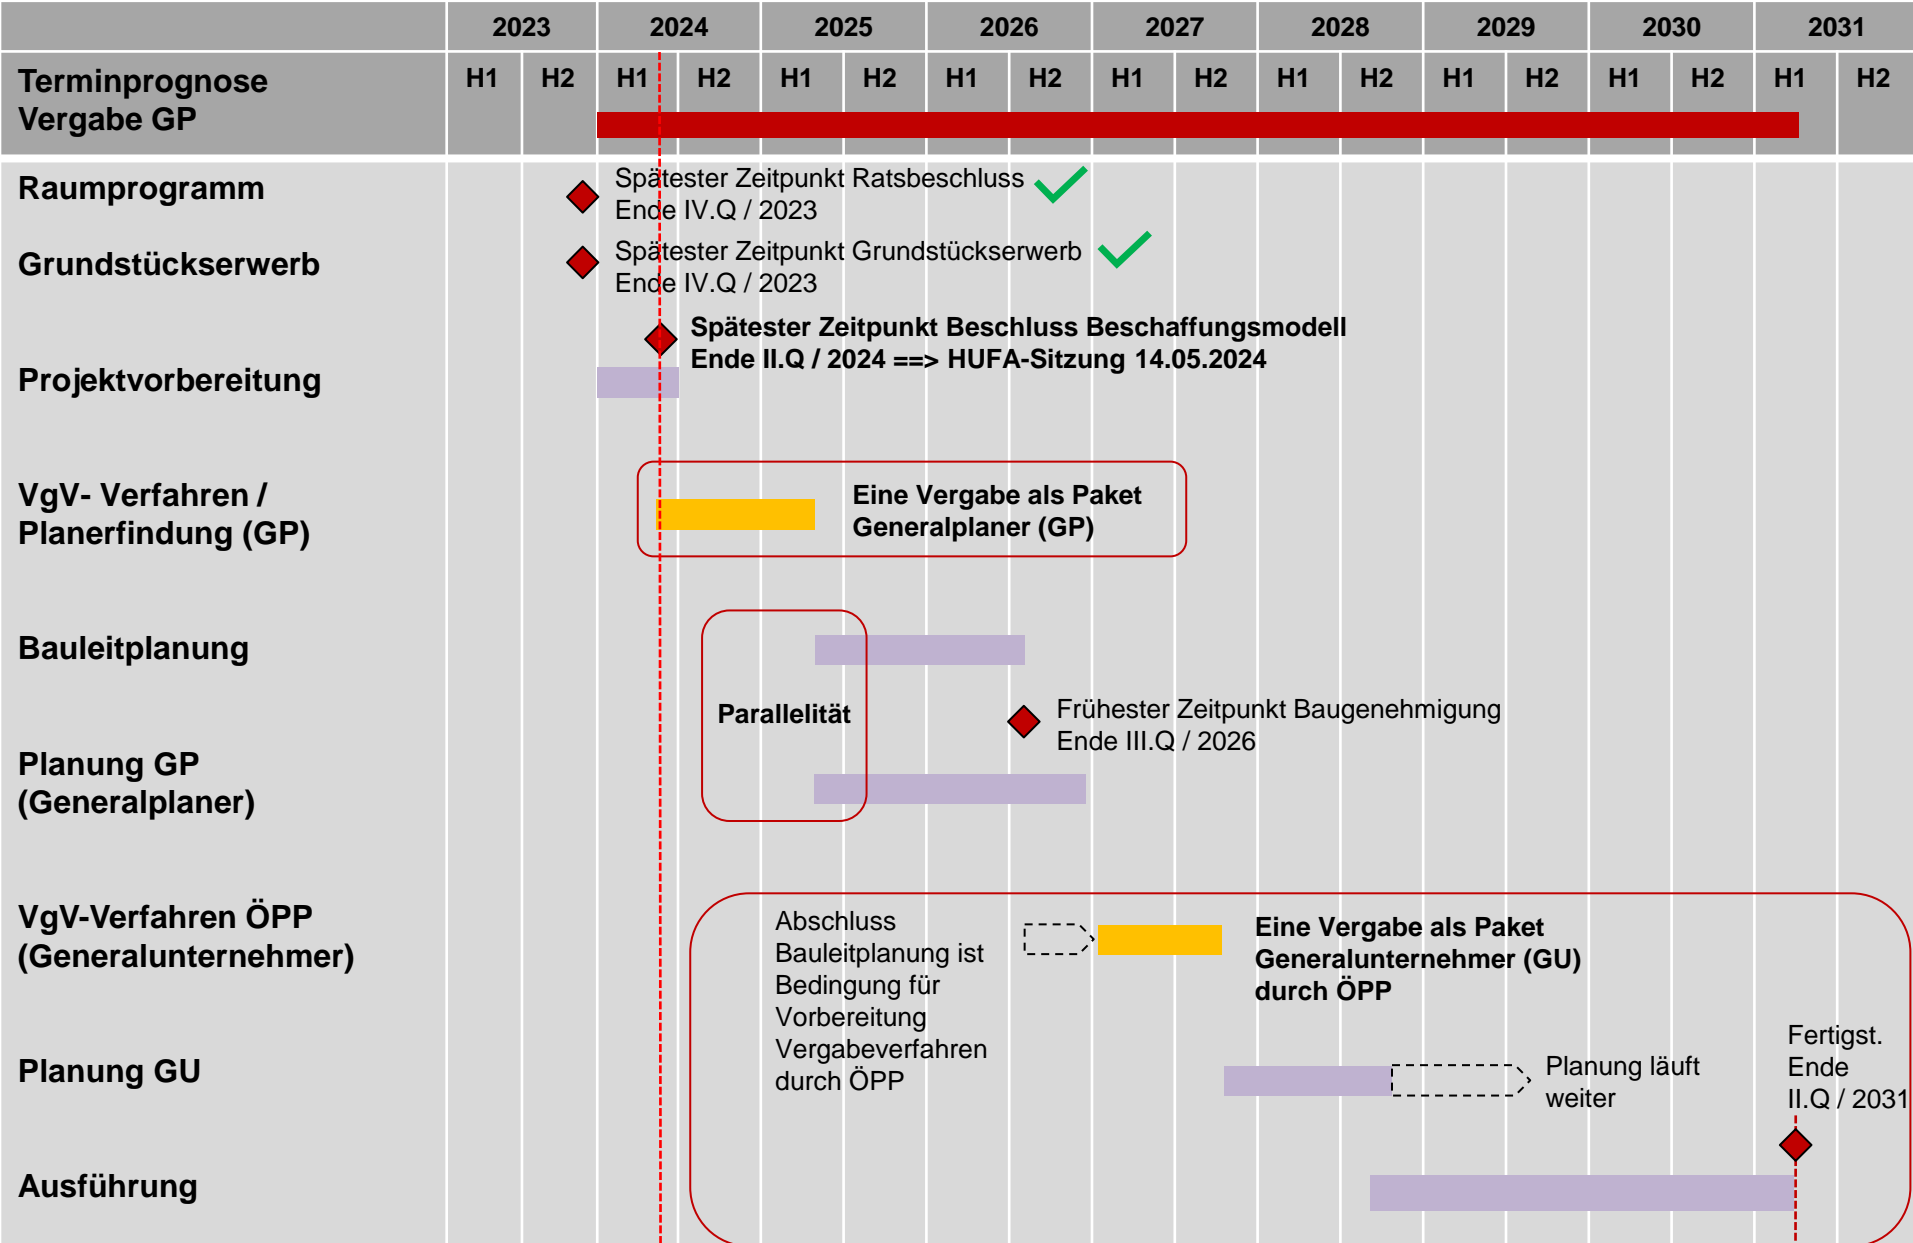 2023 2024 2025 2026 2027 2028 2029 2030 2031
Terminprognose
Vergabe GP
H1 H2 H1 H2 H1 H2 H1 H2 H1 H2 H1 H2 H1 H2 H1 H2 H1 H2
Raumprogramm
Spätester Zeitpunkt Ratsbeschluss
Ende IV.Q / 2023
Grundstückserwerb
Spätester Zeitpunkt Grundstückserwerb
Ende IV.Q / 2023
Spätester Zeitpunkt Beschluss Beschaffungsmodell
Ende II.Q / 2024 ==> HUFA-Sitzung 14.05.2024
Projektvorbereitung
VgV- Verfahren /
Planerfindung (GP)
Eine Vergabe als Paket
Generalplaner (GP)
Bauleitplanung
Parallelität
Frühester Zeitpunkt Baugenehmigung
Ende III.Q / 2026
Planung GP
(Generalplaner)
VgV-Verfahren ÖPP
(Generalunternehmer)
Abschluss
Bauleitplanung ist
Bedingung für
Vorbereitung
Vergabeverfahren
durch ÖPP
Eine Vergabe als Paket
Generalunternehmer (GU)
durch ÖPP
Planung GU
Planung läuft
weiter
Fertigst.
Ende
II.Q / 2031
Ausführung